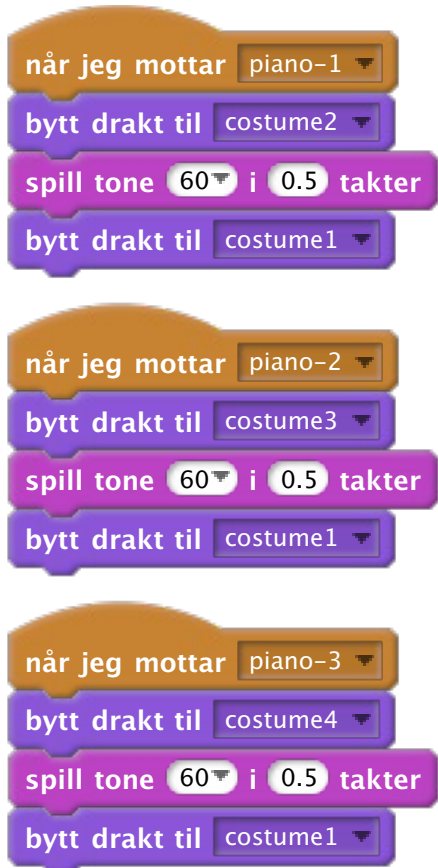 når jeg mottar piano-1
bytt drakt til costume2
spill tone 60 i 0.5 takter
bytt drakt til costume1
når jeg mottar piano-2
bytt drakt til costume3
spill tone 60 i 0.5 takter
bytt drakt til costume1
når jeg mottar piano-3
bytt drakt til costume4
spill tone 60 i 0.5 takter
bytt drakt til costume1